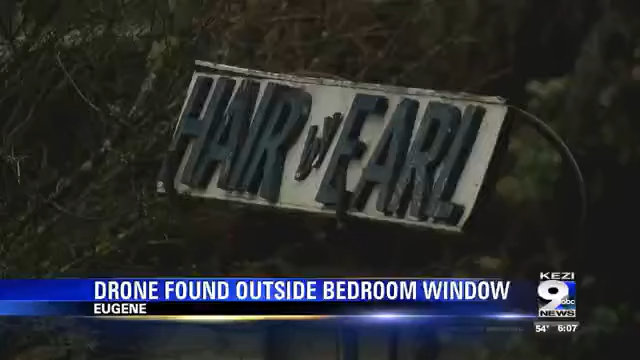 HAIR by EARL
DRONE FOUND OUTSIDE BEDROOM WINDOW
EUGENE
KEZI
9 abc
NEWS
54° 6:07